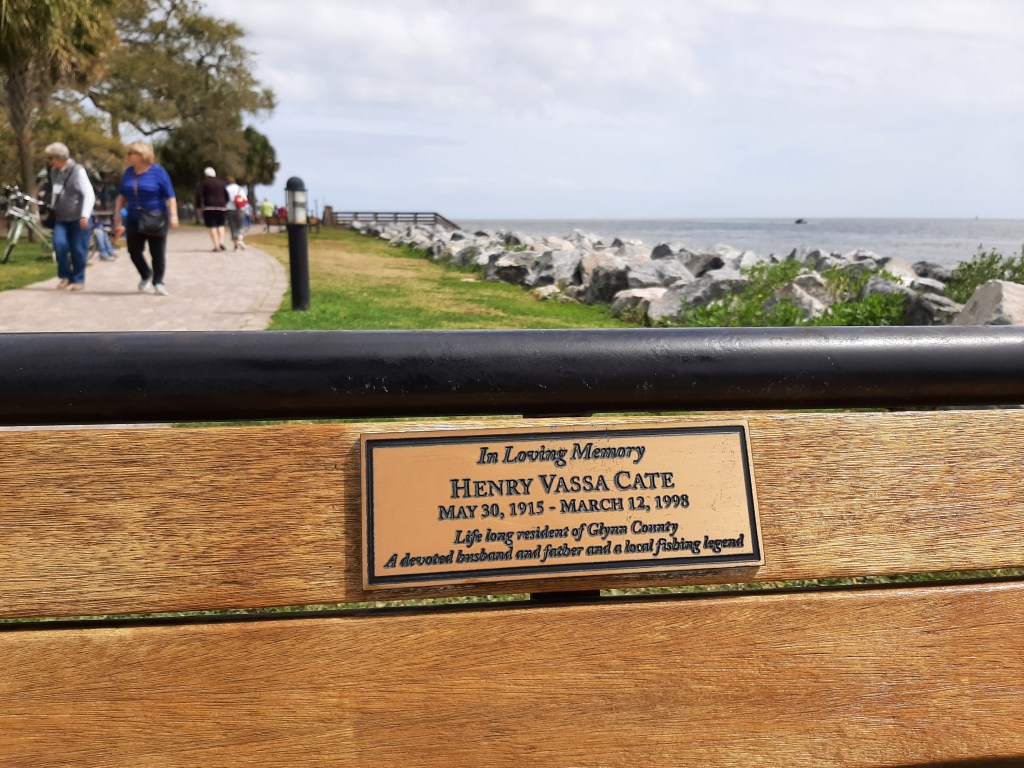 In Loving Memory
HENRY VASSA CATE
MAY 30, 1915 - MARCH 12, 1998
Life long resident of Glynn County
A devoted husband and father and a local fishing legend